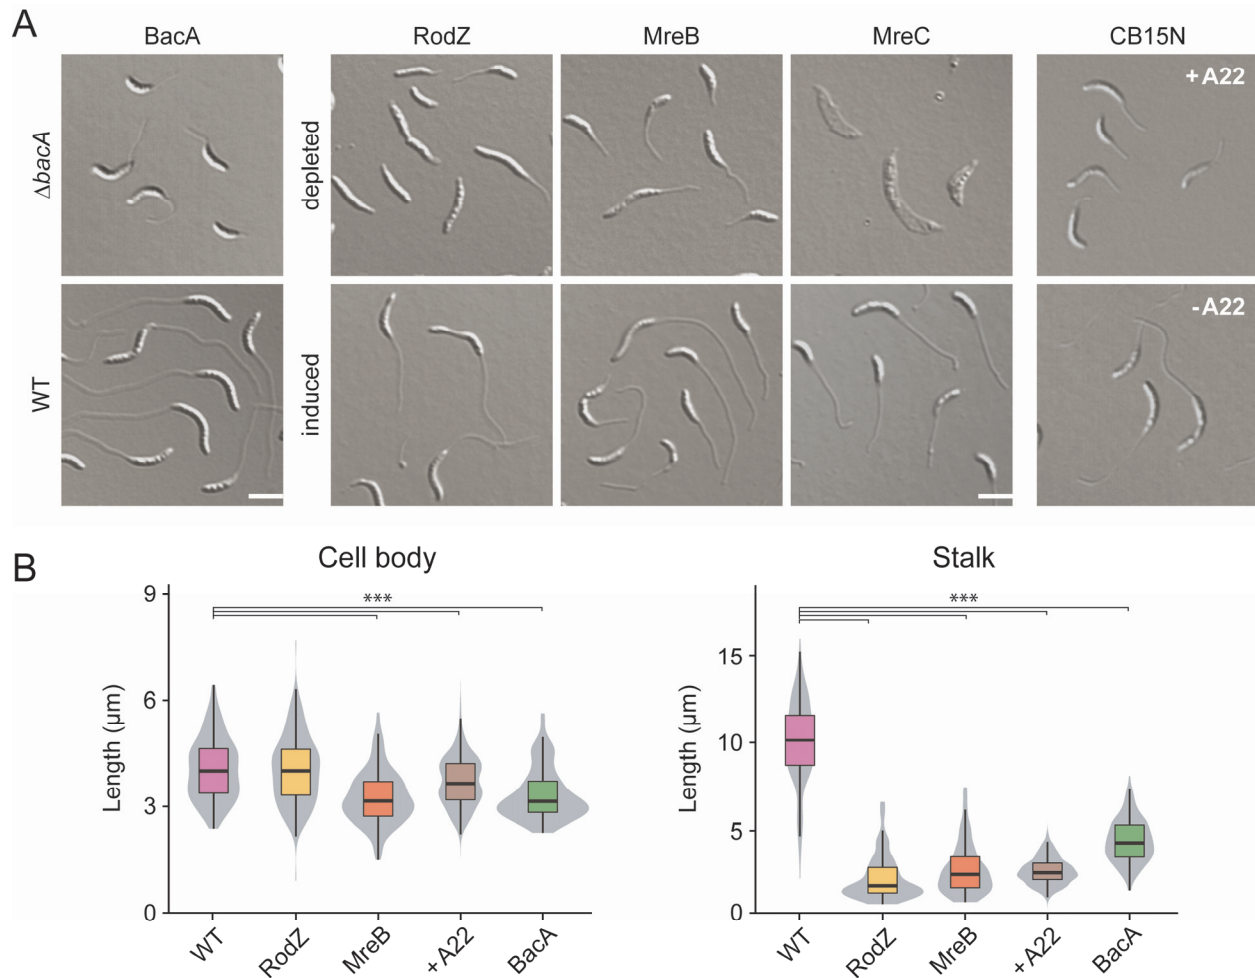 A
BacA RodZ MreB MreC CB15N
ΔbacA
depleted
+A22
WT
induced
-A22
B
Cell body
***
Length (µm)
9
6
3
0
WT RodZ MreB +A22 BacA
Stalk
***
Length (µm)
15
10
5
0
WT RodZ MreB +A22 BacA